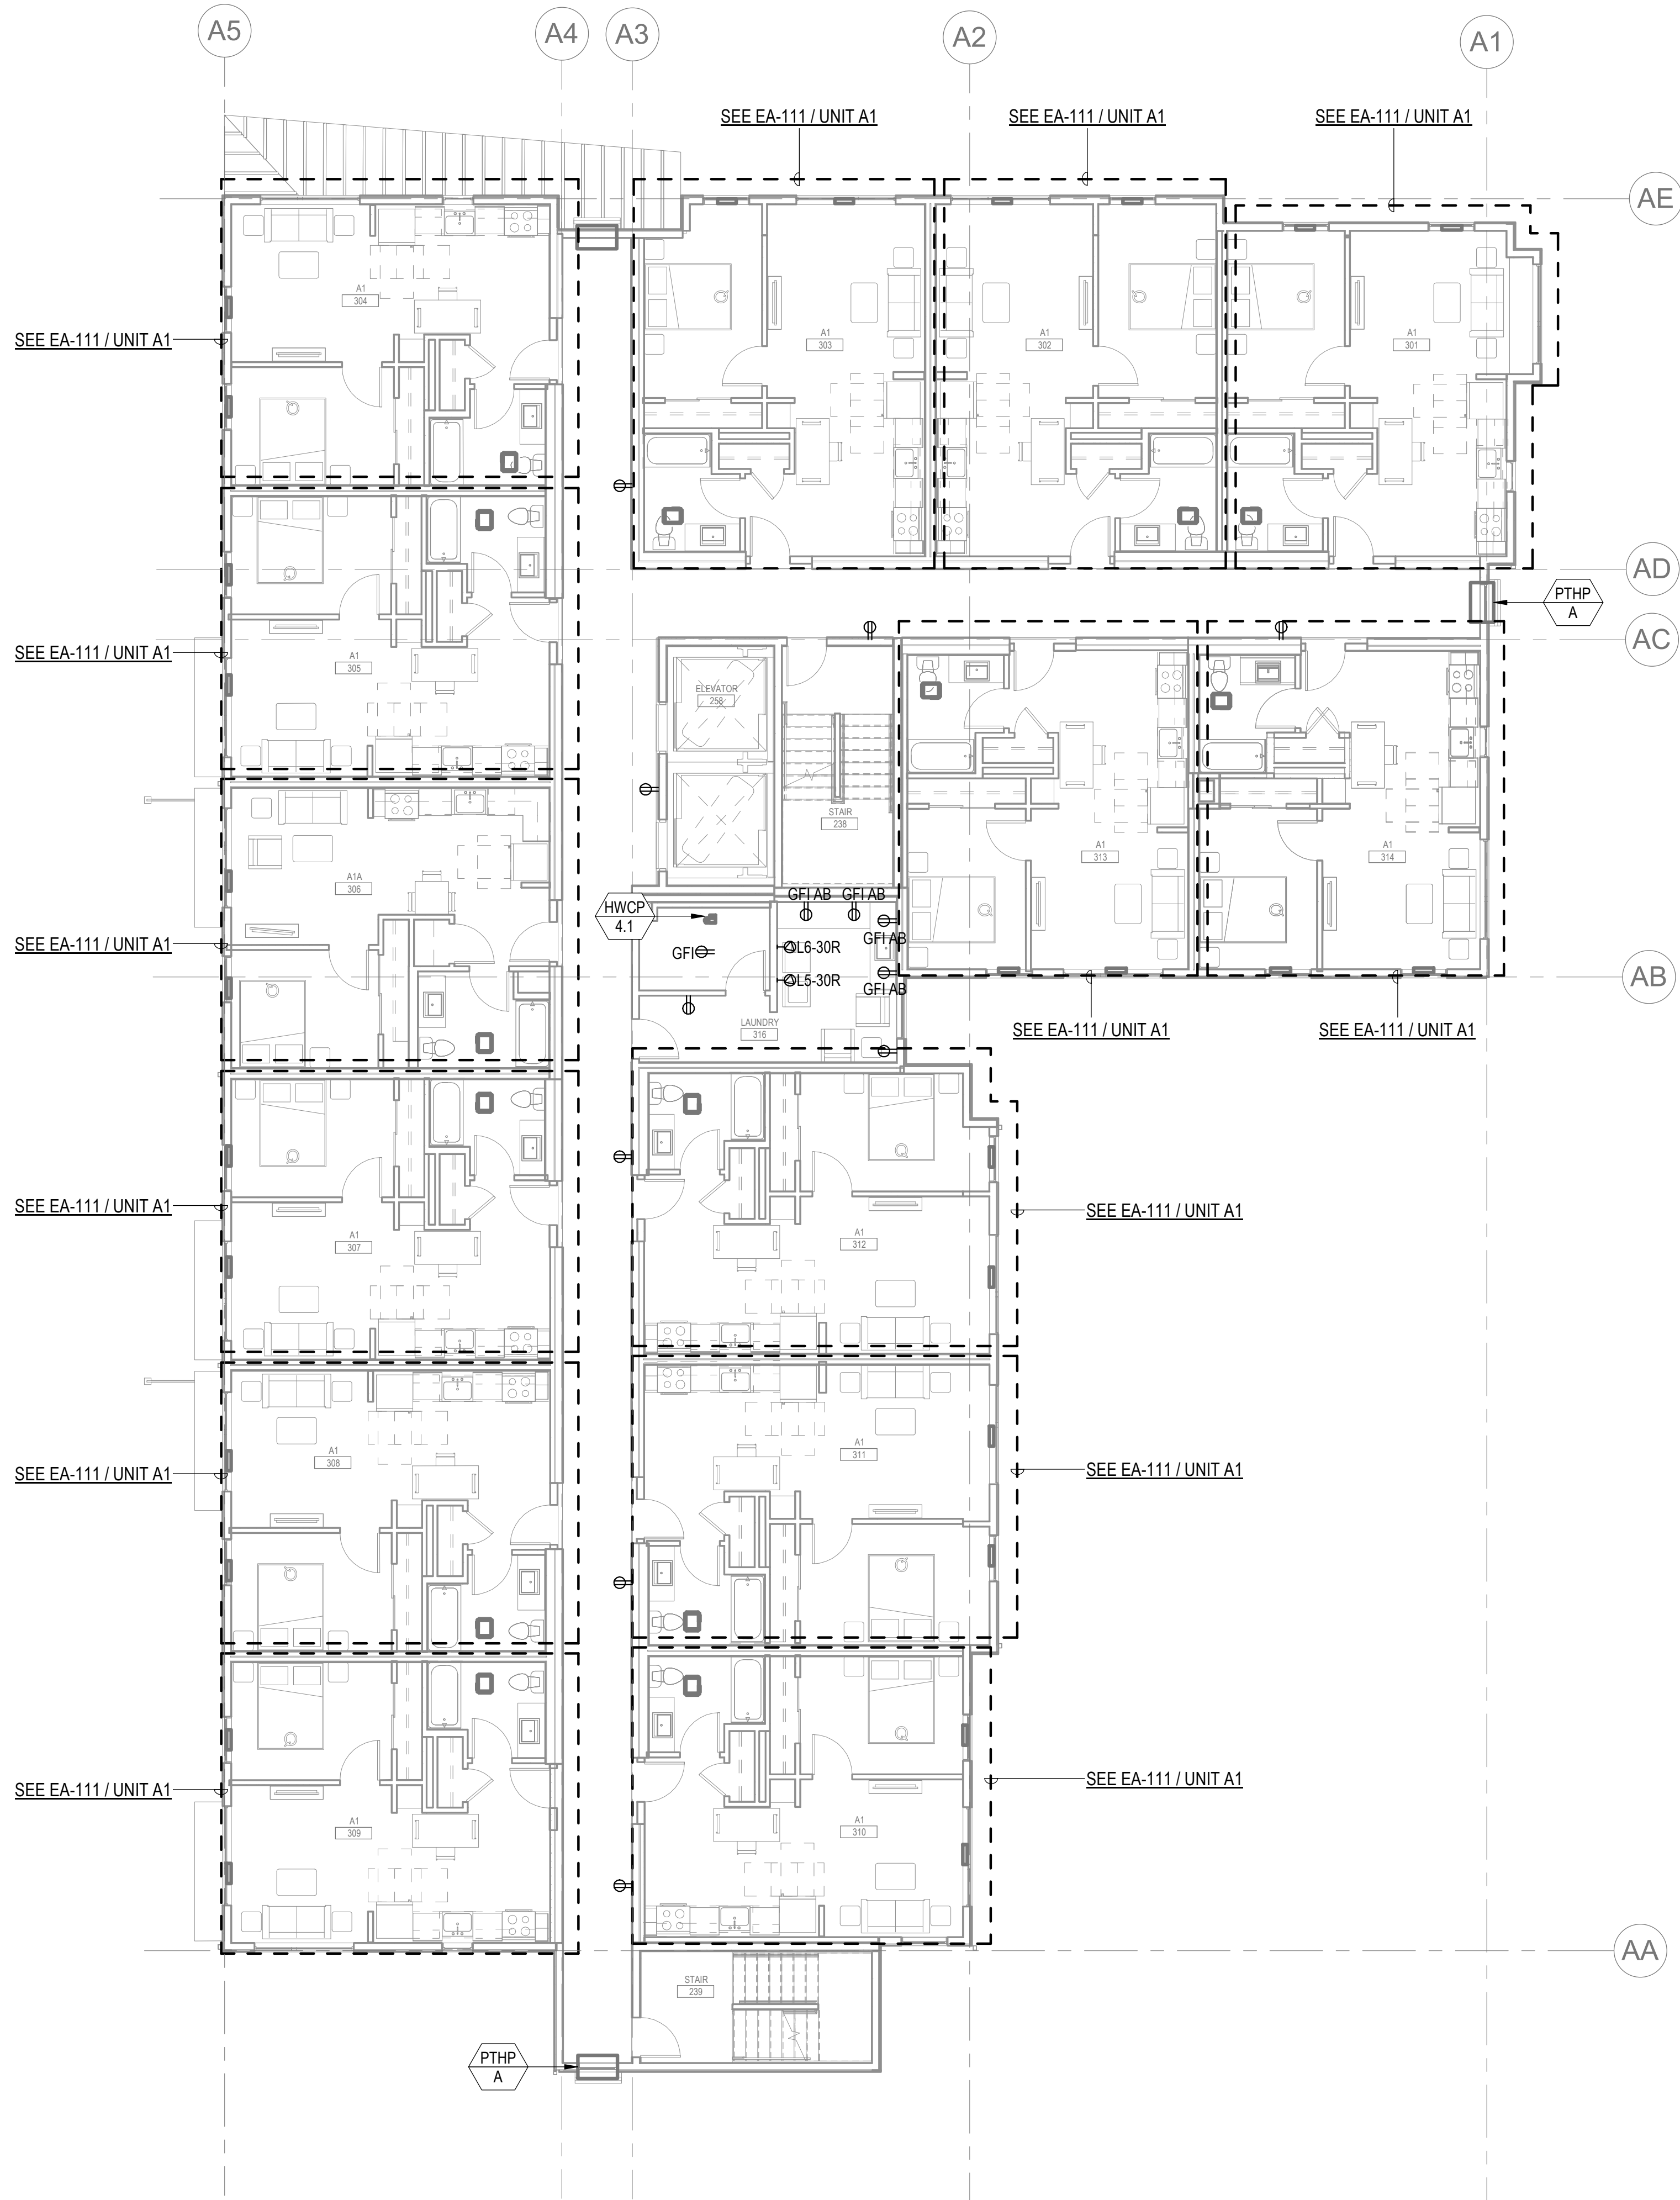 A5
A4
A3
A2
A1
SEE EA-111 / UNIT A1
SEE EA-111 / UNIT A1
SEE EA-111 / UNIT A1
AE
A1
304
A1
303
A1
302
A1
301
SEE EA-111 / UNIT A1
AD
PTHP
A
AC
SEE EA-111 / UNIT A1
A1
305
ELEVATOR
258
STAIR
238
A1
313
A1
314
A1A
306
HWCP
4.1
GFI AB
GFI AB
GFI AB
GFI
L6-30R
L5-30R
GFI AB
SEE EA-111 / UNIT A1
AB
LAUNDRY
316
SEE EA-111 / UNIT A1
SEE EA-111 / UNIT A1
SEE EA-111 / UNIT A1
A1
307
A1
312
SEE EA-111 / UNIT A1
SEE EA-111 / UNIT A1
A1
308
A1
311
SEE EA-111 / UNIT A1
SEE EA-111 / UNIT A1
A1
309
A1
310
SEE EA-111 / UNIT A1
AA
STAIR
239
PTHP
A